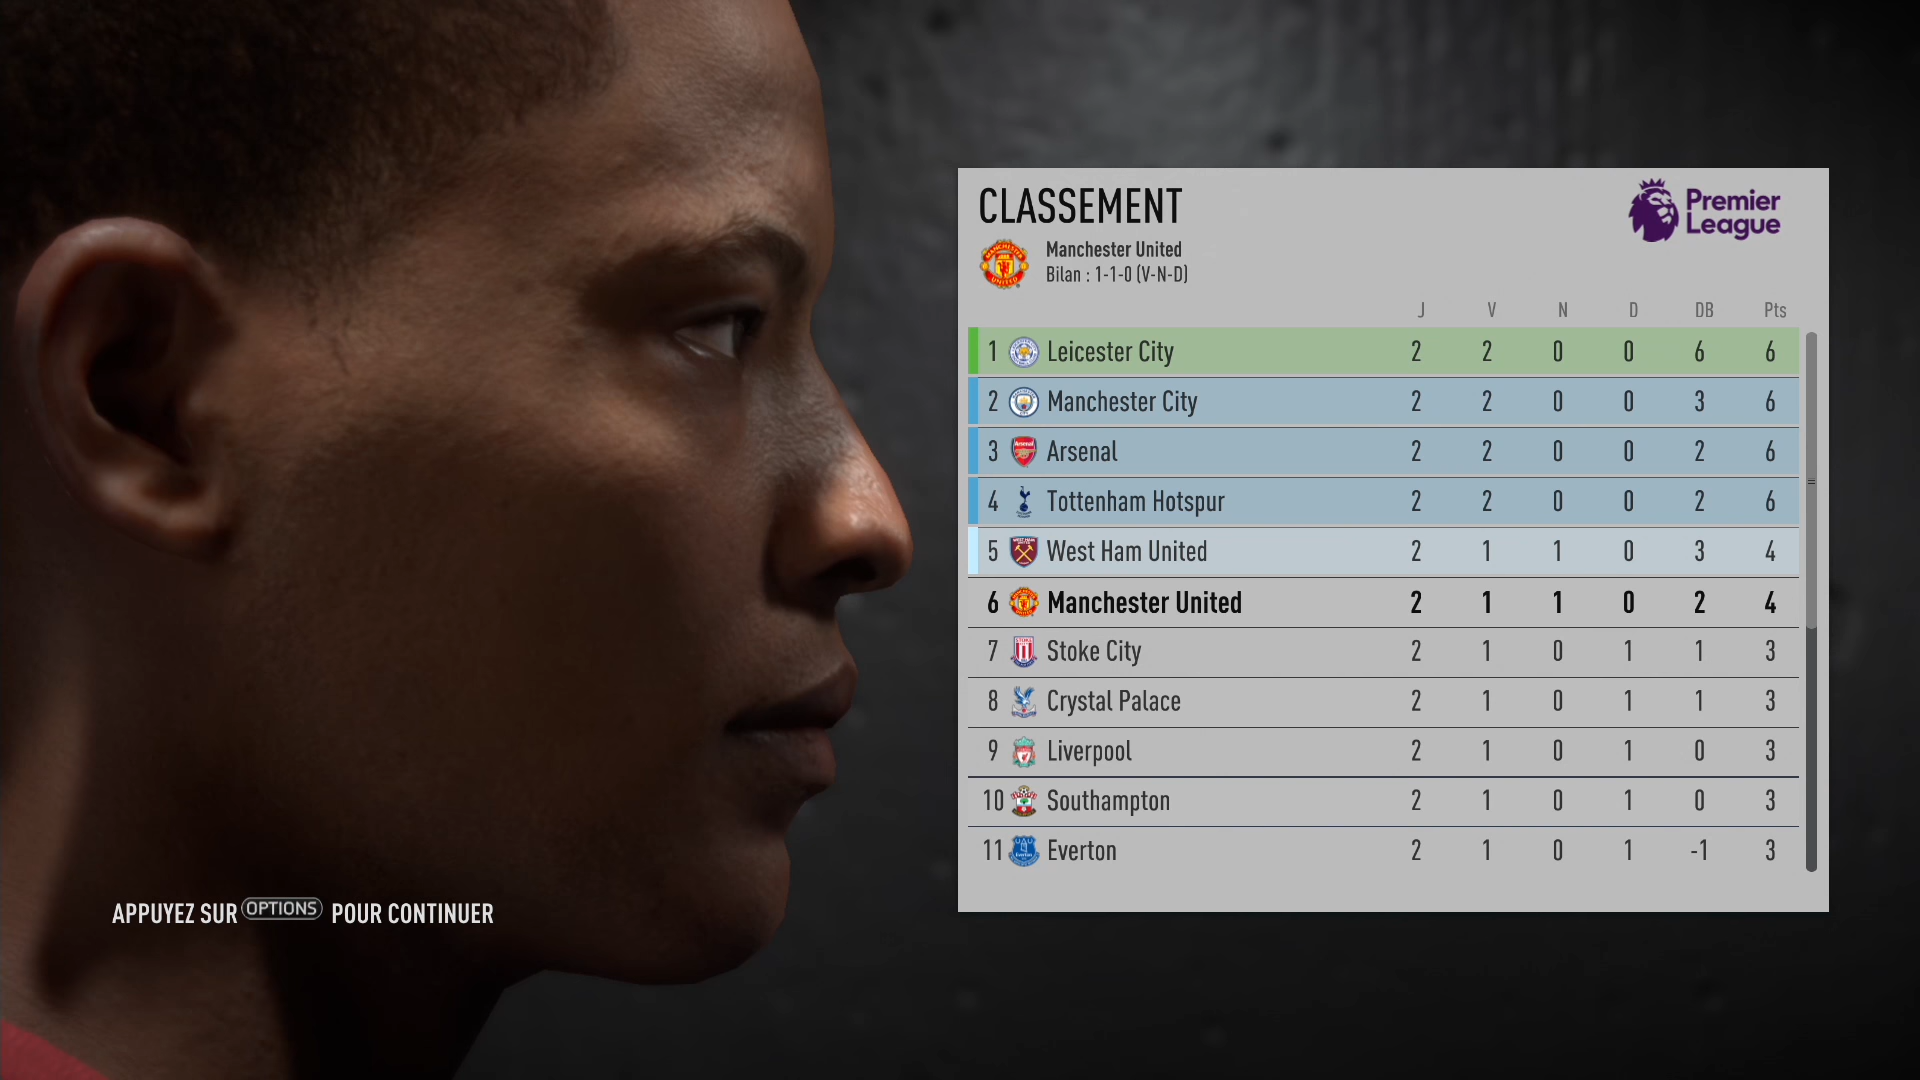 CLASSEMENT
Premier League
Manchester United
Bilan : 1-1-0 (V-N-D)
J V N D DB Pts
1 Leicester City 2 2 0 0 6 6
2 Manchester City 2 2 0 0 3 6
3 Arsenal 2 2 0 0 2 6
4 Tottenham Hotspur 2 2 0 0 2 6
5 West Ham United 2 1 1 0 3 4
6 Manchester United 2 1 1 0 2 4
7 Stoke City 2 1 0 1 1 3
8 Crystal Palace 2 1 0 1 1 3
9 Liverpool 2 1 0 1 0 3
10 Southampton 2 1 0 1 0 3
11 Everton 2 1 0 1 -1 3
APPUYEZ SUR OPTIONS POUR CONTINUER